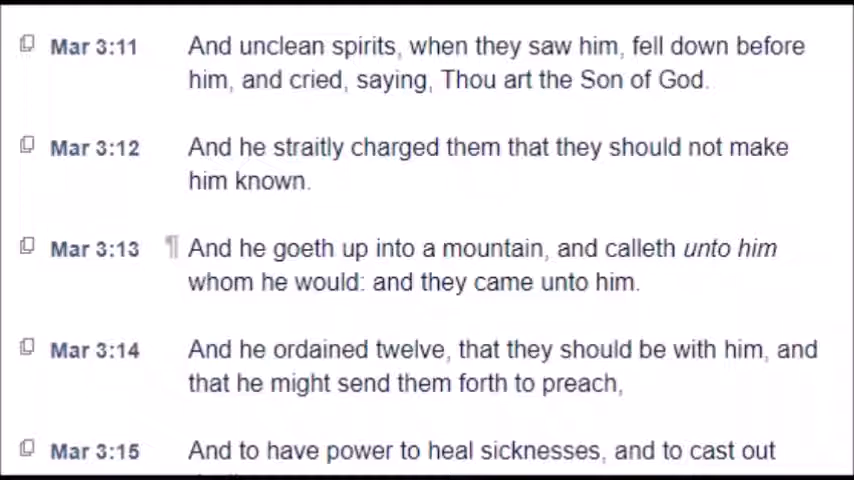 Mar 3:11 And unclean spirits, when they saw him, fell down before
him, and cried, saying, Thou art the Son of God.
Mar 3:12 And he straitly charged them that they should not make
him known.
Mar 3:13 ¶ And he goeth up into a mountain, and calleth unto him
whom he would: and they came unto him.
Mar 3:14 And he ordained twelve, that they should be with him, and
that he might send them forth to preach,
Mar 3:15 And to have power to heal sicknesses, and to cast out